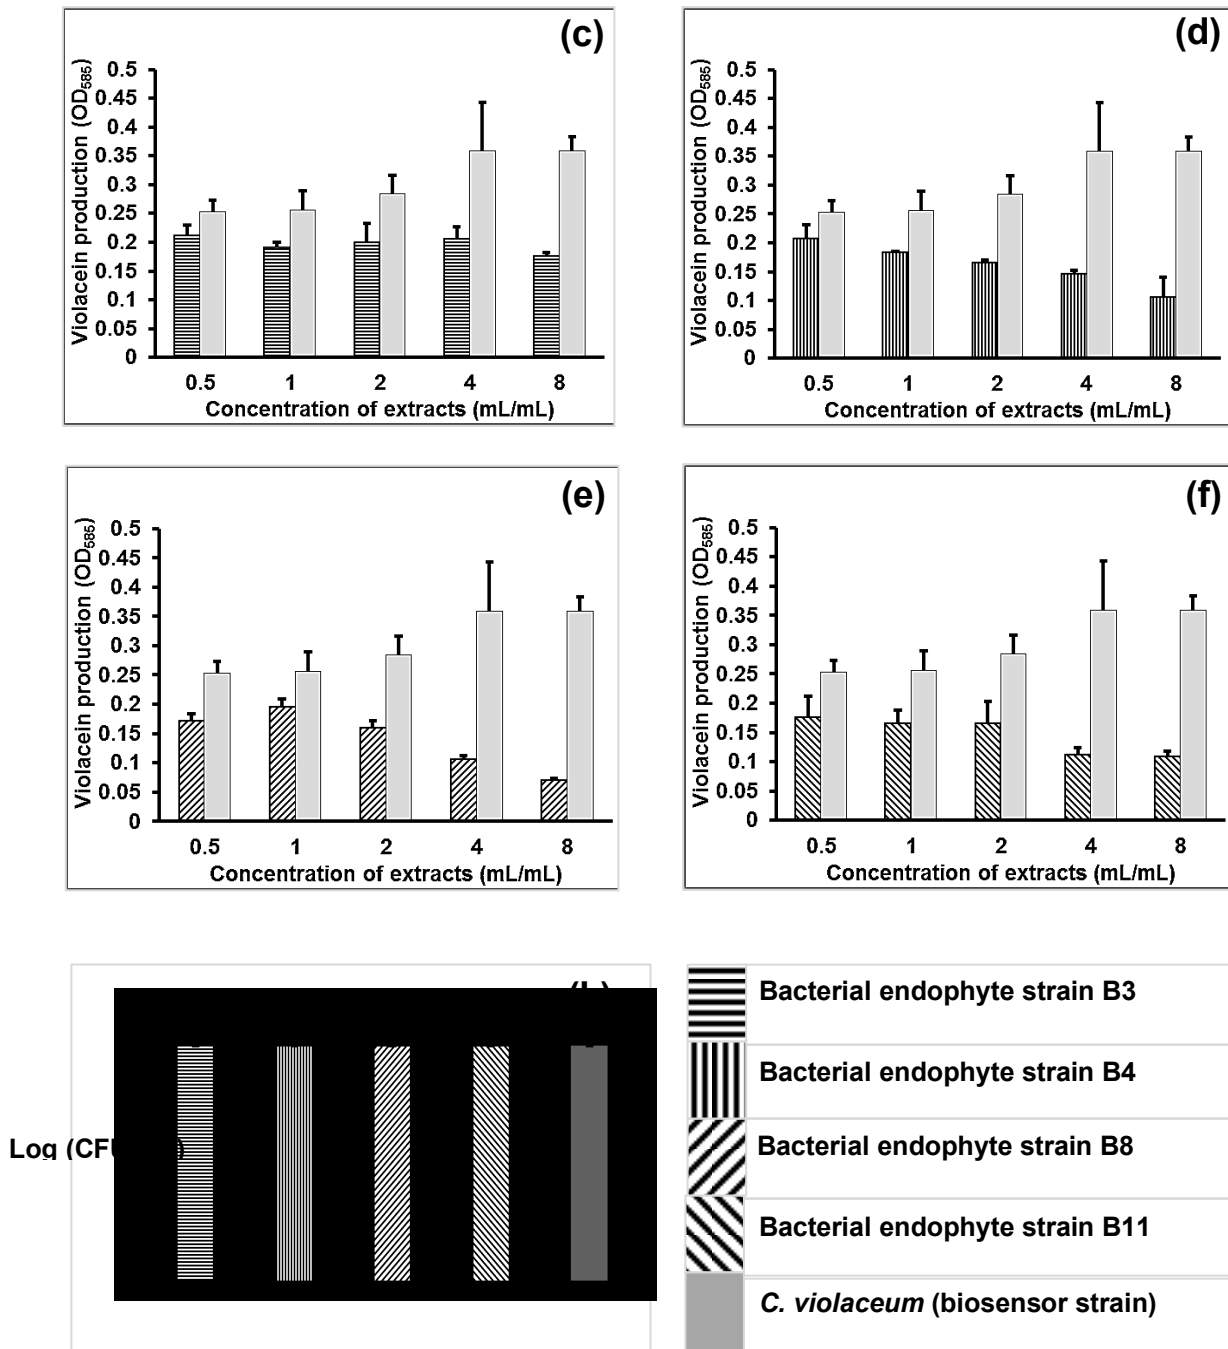 (c)
Violacein production (OD585)
0.5
0.45
0.4
0.35
0.3
0.25
0.2
0.15
0.1
0.05
0
0.5 1 2 4 8
Concentration of extracts (mL/mL)
(d)
Violacein production (OD585)
0.5
0.45
0.4
0.35
0.3
0.25
0.2
0.15
0.1
0.05
0
0.5 1 2 4 8
Concentration of extracts (mL/mL)
(e)
Violacein production (OD585)
0.5
0.45
0.4
0.35
0.3
0.25
0.2
0.15
0.1
0.05
0
0.5 1 2 4 8
Concentration of extracts (mL/mL)
(f)
Violacein production (OD585)
0.5
0.45
0.4
0.35
0.3
0.25
0.2
0.15
0.1
0.05
0
0.5 1 2 4 8
Concentration of extracts (mL/mL)
Log
Bacterial endophyte strain B3
Bacterial endophyte strain B4
Bacterial endophyte strain B8
Bacterial endophyte strain B11
C. violaceum (biosensor strain)